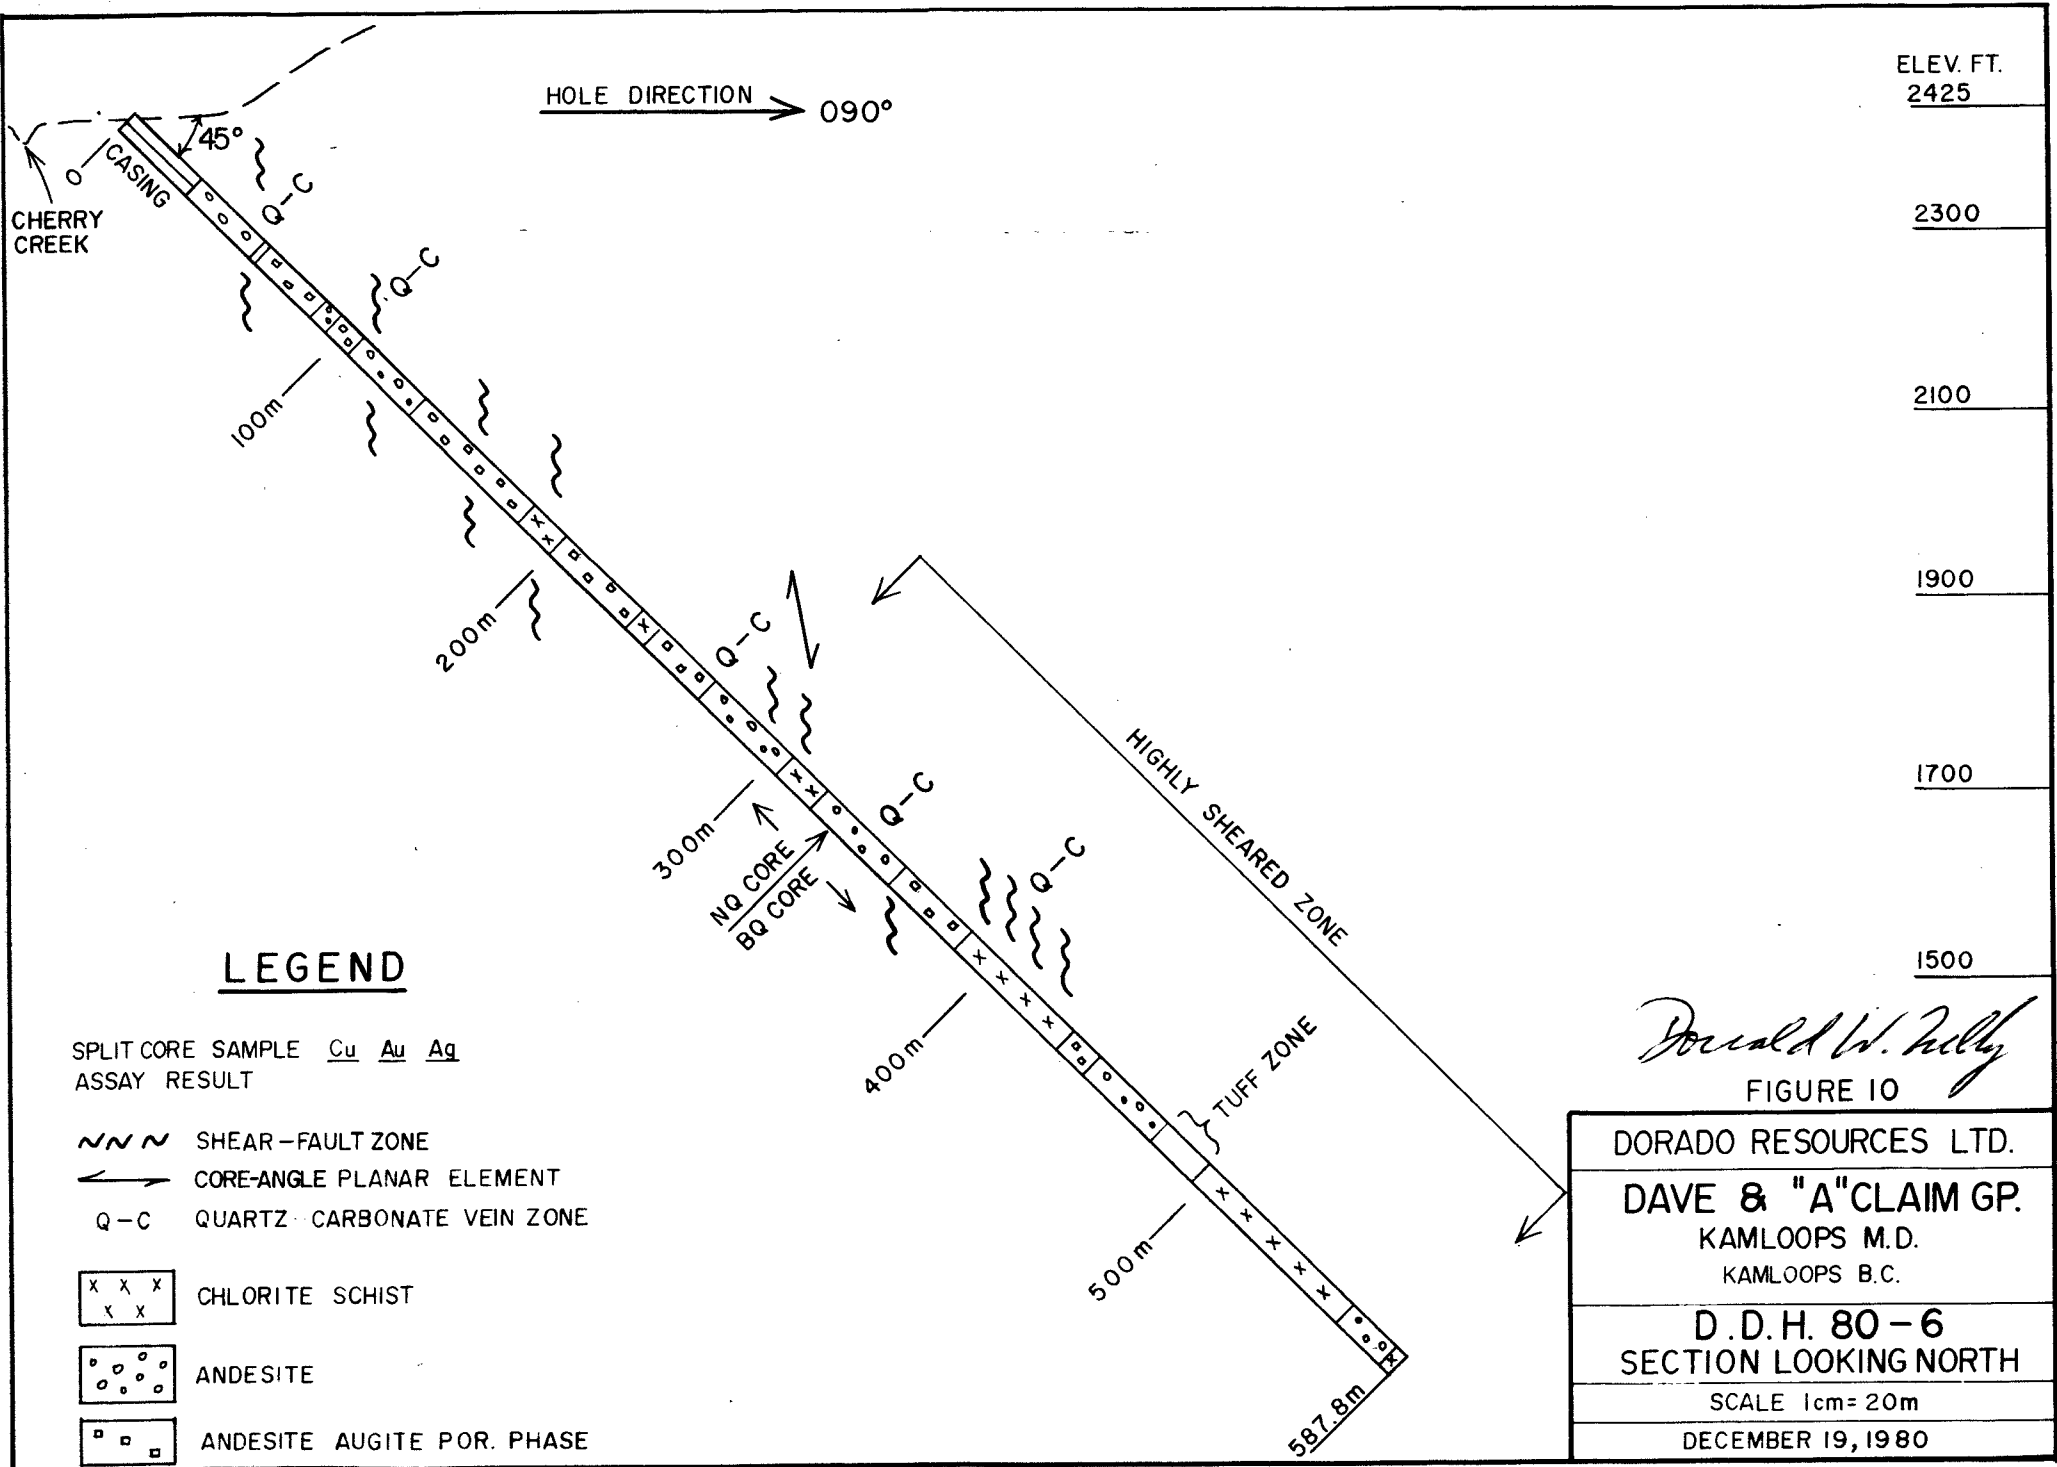 HOLE DIRECTION 090°
ELEV. FT.
2425
2300
2100
1900
1700
1500
45°
0
CASING
CHERRY
CREEK
Q-C
Q-C
100m
200m
Q-C
300m
NQ CORE
BQ CORE
Q-C
Q-C
HIGHLY SHEARED ZONE
400m
TUFF ZONE
500m
587.8m
LEGEND
SPLIT CORE SAMPLE Cu Au Ag
ASSAY RESULT
SHEAR-FAULT ZONE
CORE-ANGLE PLANAR ELEMENT
Q-C QUARTZ CARBONATE VEIN ZONE
x x x
x x
CHLORITE SCHIST
ANDESITE
ANDESITE AUGITE POR. PHASE
Donald W.
FIGURE 10
DORADO RESOURCES LTD.
DAVE & "A" CLAIM GP.
KAMLOOPS M.D.
KAMLOOPS B.C.
D.D.H. 80-6
SECTION LOOKING NORTH
SCALE 1cm= 20m
DECEMBER 19, 1980